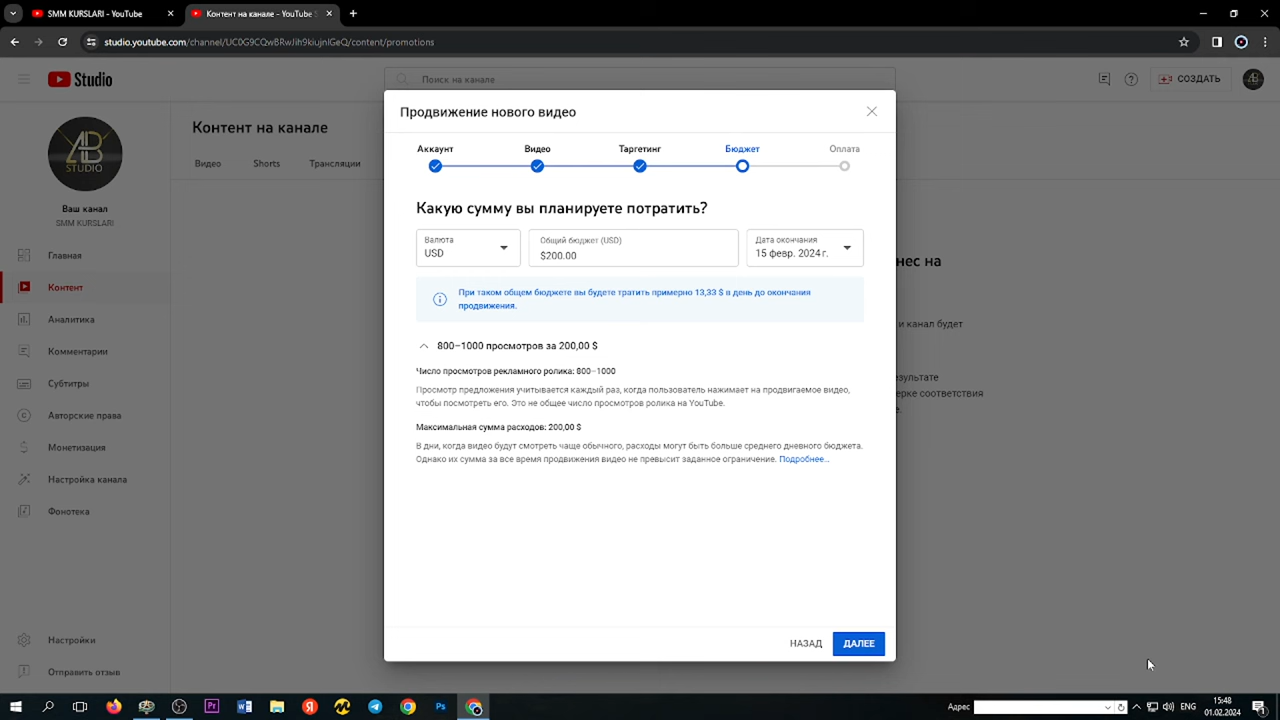 SMM KURSLARI - YouTube
Контент на канале - YouTube S
studio.youtube.com/channel/UC0G9CQwBRwJih9kiujnIGeQ/content/promotions
Studio
Поиск на канале
СОЗДАТЬ
AB
STUDIO
Ваш канал
SMM KURSLARI
Главная
Контент
Аналитика
Комментарии
Субтитры
Авторские права
Монетизация
Настройка канала
Фонотека
Настройки
Отправить отзыв
Контент на канале
Видео Shorts Трансляции
Продвижение нового видео
Аккаунт Видео Таргетинг Бюджет Оплата
Какую сумму вы планируете потратить?
Валюта
USD
Общий бюджет (USD)
$200.00
Дата окончания
15 февр. 2024 г.
При таком общем бюджете вы будете тратить примерно 13,33 $ в день до окончания
продвижения.
800–1000 просмотров за 200,00 $
Число просмотров рекламного ролика: 800–1000
Просмотр предложения учитывается каждый раз, когда пользователь нажимает на продвигаемое видео,
чтобы посмотреть его. Это не общее число просмотров ролика на YouTube.
Максимальная сумма расходов: 200,00 $
В дни, когда видео будут смотреть чаще обычного, расходы могут быть больше среднего дневного бюджета.
Однако их сумма за все время продвижения видео не превысит заданное ограничение. Подробнее…
НАЗАД ДАЛЕЕ
нес на
и канал будет
езультате
ерке соответствия
е.
Адрес
ENG
15:48
01.02.2024